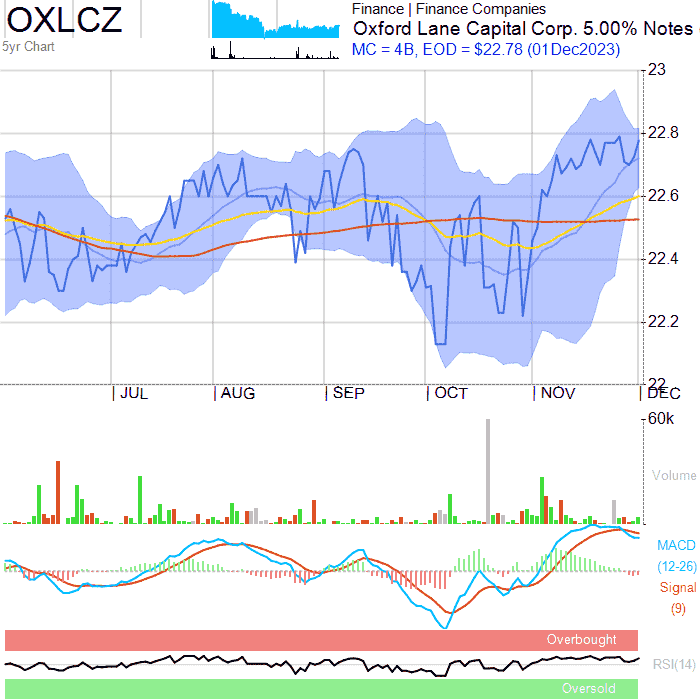 OXLCZ
5yr Chart
Finance | Finance Companies
Oxford Lane Capital Corp. 5.00% Notes
MC = 4B, EOD = $22.78 (01Dec2023)
23
22.8
22.6
22.4
22.2
22
JUL AUG SEP OCT NOV DEC
60k
Volume
MACD
(12-26)
Signal
(9)
Overbought
RSI(14)
Oversold